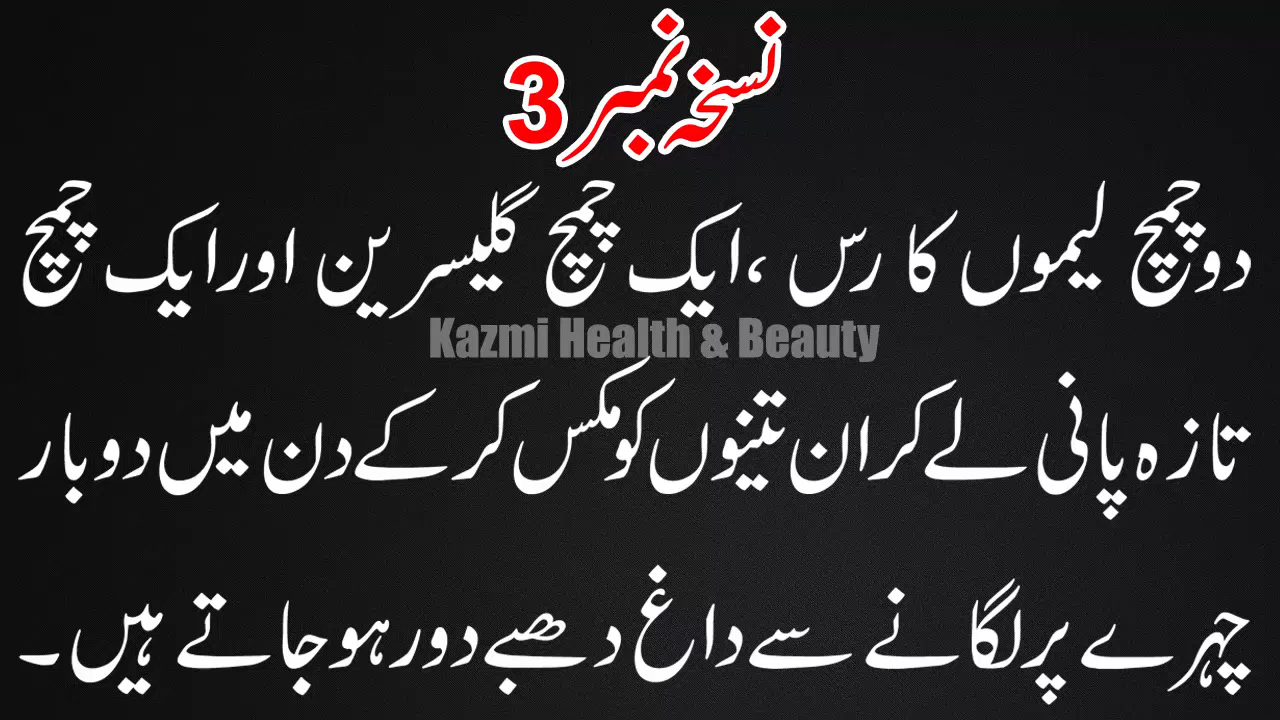 نسخہ نمبر 3
دو چمچ لیموں کا رس ،ایک چمچ گلیسرین اور ایک چمچ
Kazmi Health & Beauty
تازہ پانی لے کر ان تینوں کو مکس کر کے دن میں دو بار
چہرے پر لگانے سے داغ دھبے دور ہو جاتے ہیں۔